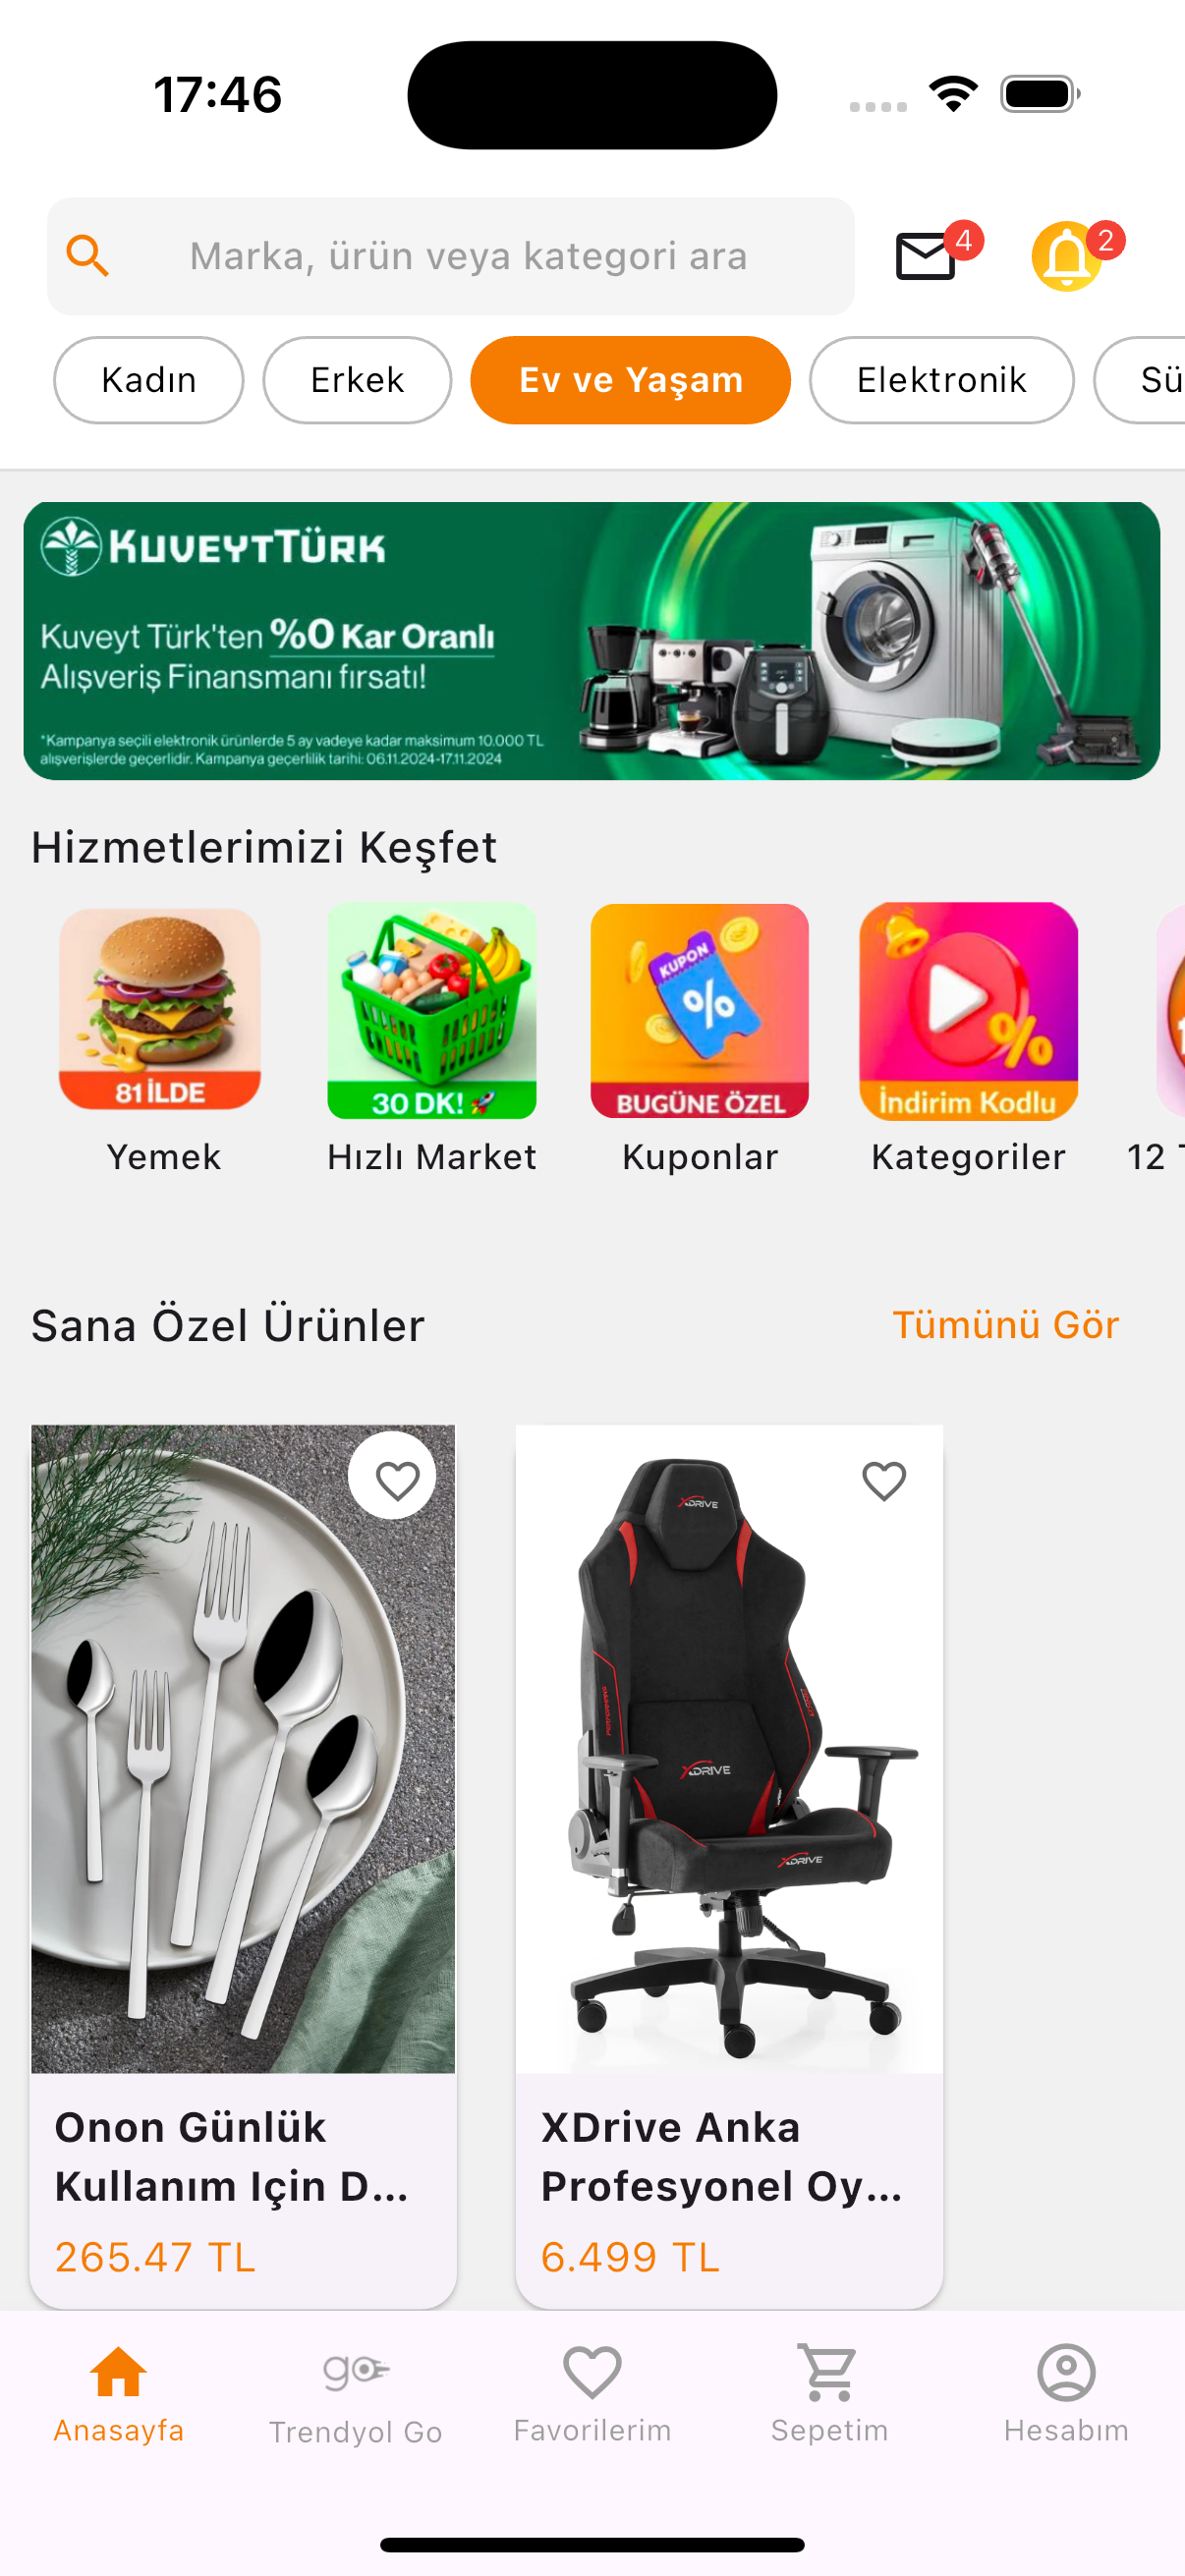 17:46
Marka, ürün veya kategori ara
4
2
Kadın
Erkek
Ev ve Yaşam
Elektronik
Sü
KUVEYT TÜRK
Kuveyt Türk'ten %0 Kar Oranlı
Alışveriş Finansmanı fırsatı!
*Kampanya seçili elektronik ürünlerde 5 ay vadeye kadar maksimum 10.000 TL
alışverişlerde geçerlidir. Kampanya geçerlilik tarihi: 06.11.2024-17.11.2024
Hizmetlerimizi Keşfet
81 İLDE
30 DK!
KUPON
%
BUGÜNE ÖZEL
%
İndirim Kodlu
Yemek
Hızlı Market
Kuponlar
Kategoriler
12
Sana Özel Ürünler
Tümünü Gör
XDRIVE
XDRIVE
XDRIVE
Onon Günlük
Kullanım Için D...
265.47 TL
XDrive Anka
Profesyonel Oy...
6.499 TL
go
Anasayfa
Trendyol Go
Favorilerim
Sepetim
Hesabım